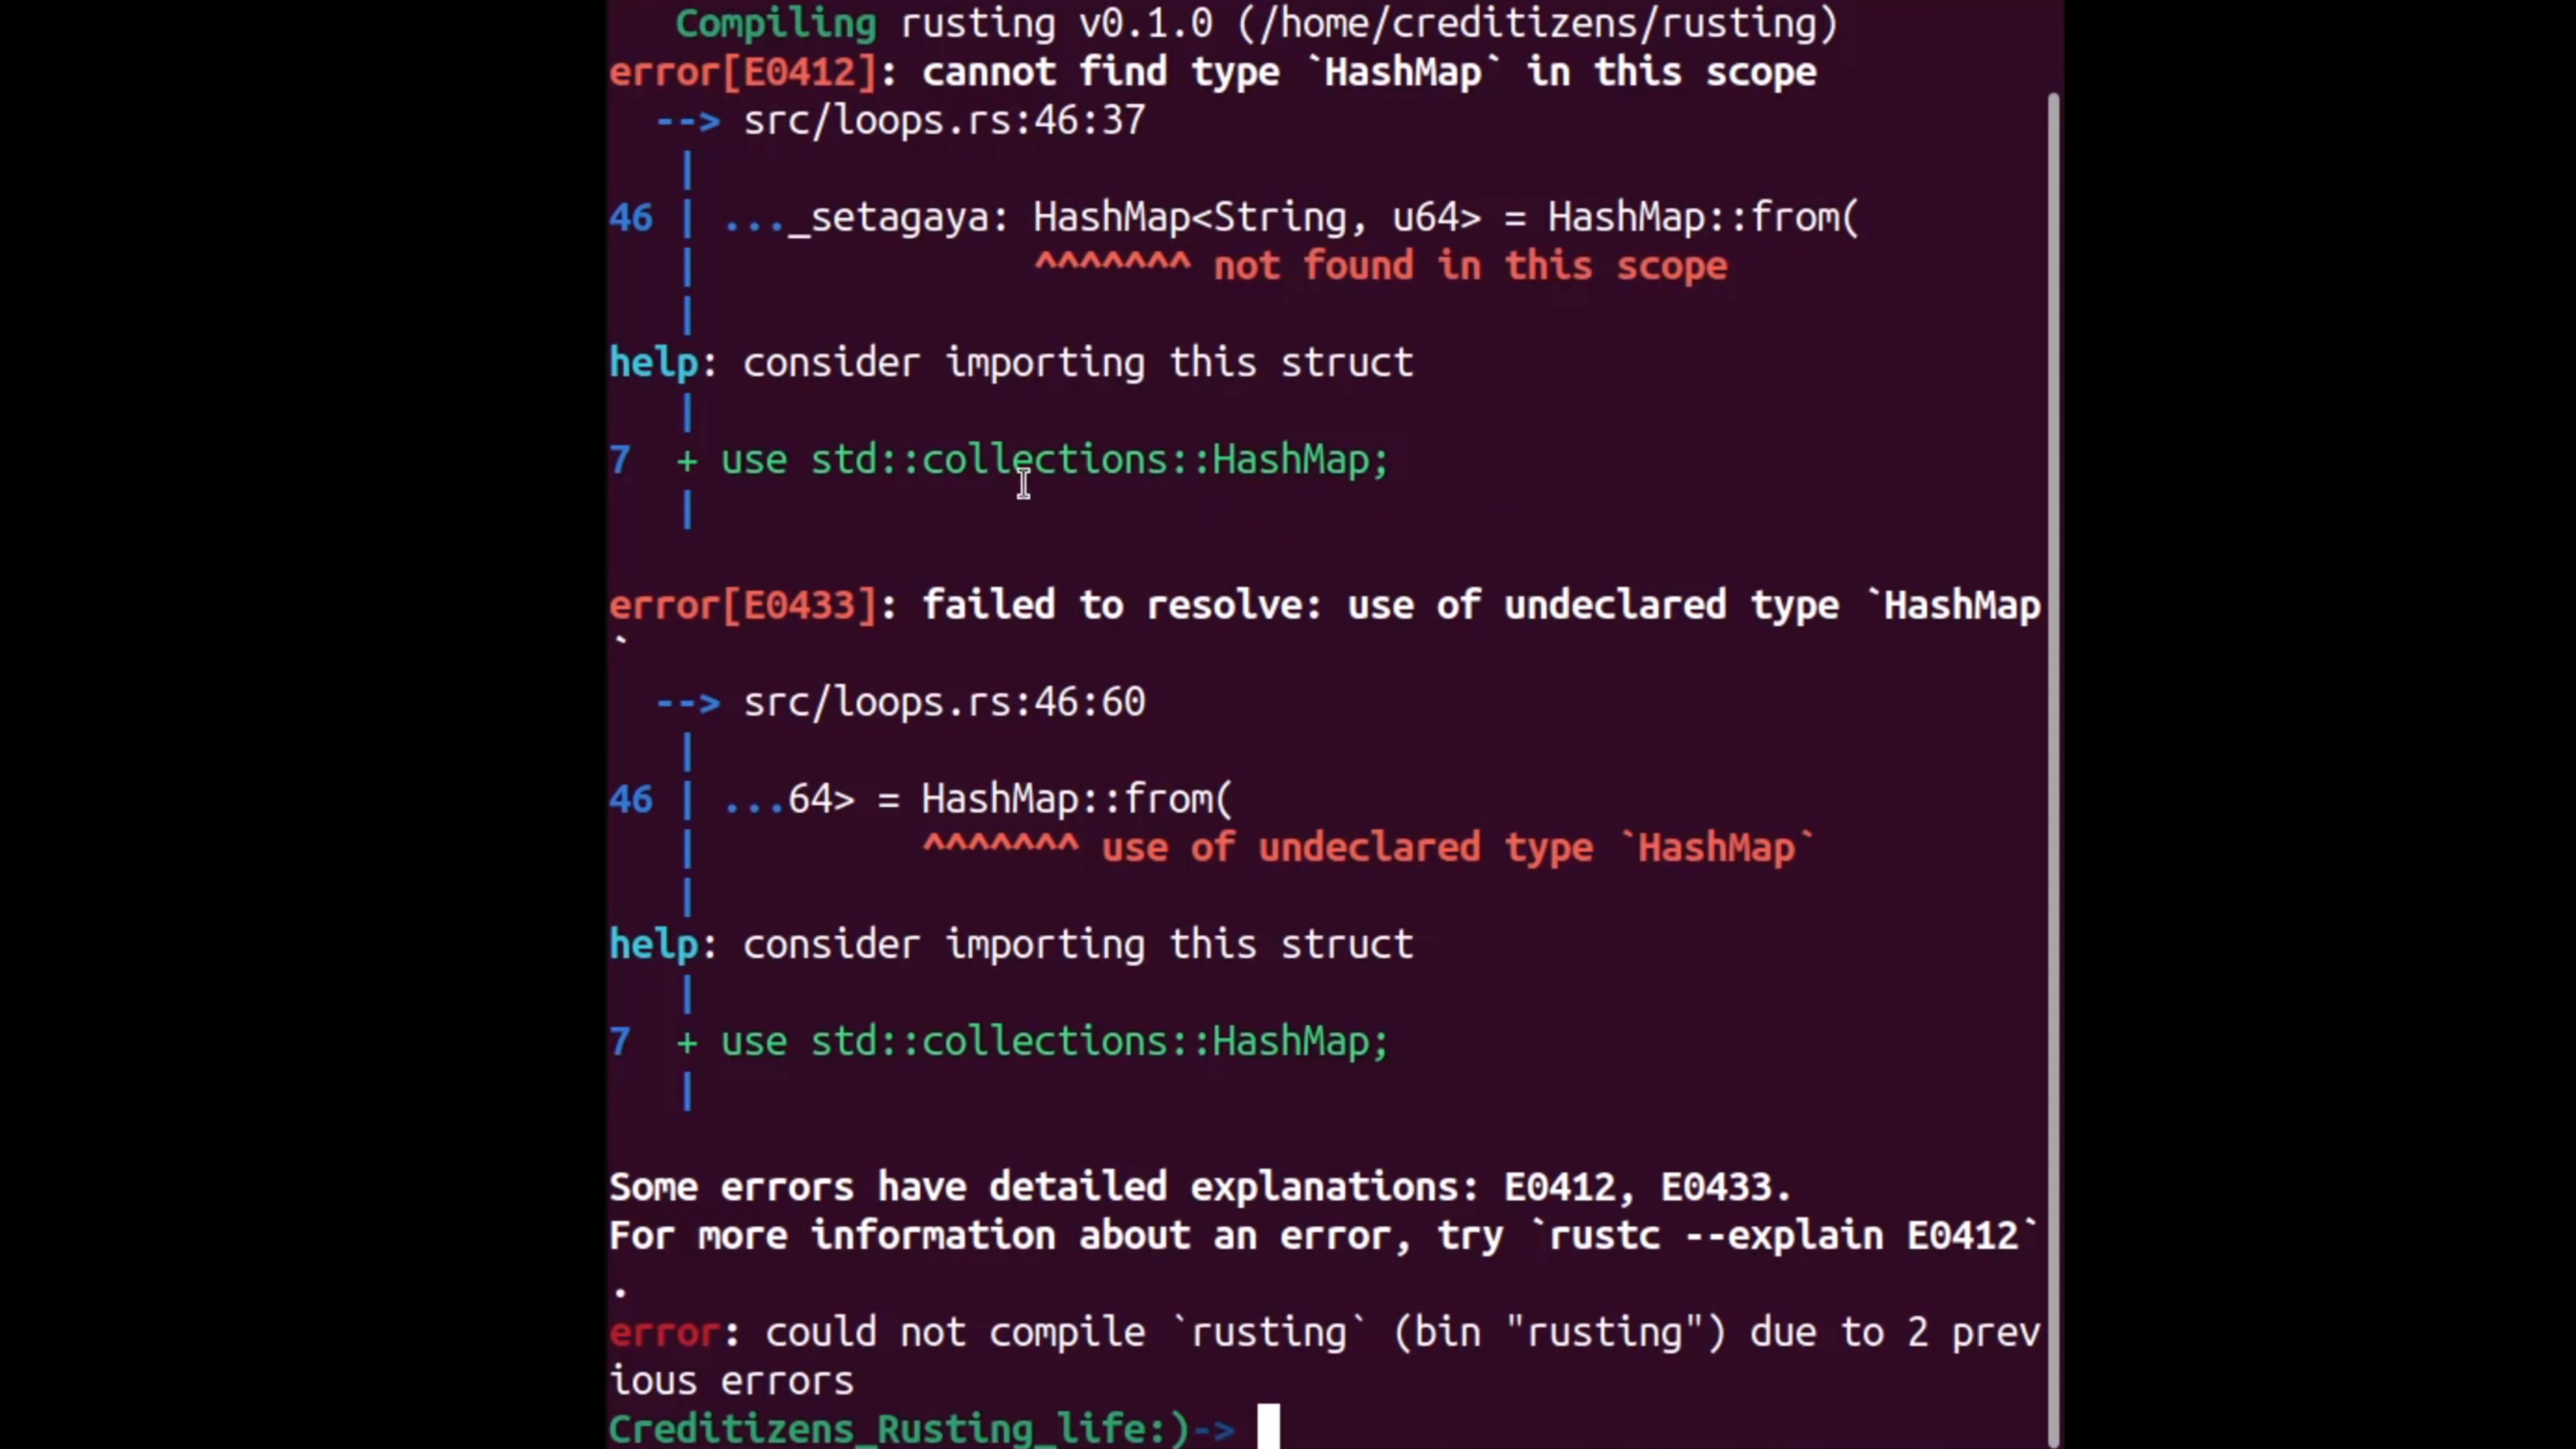 Compiling rusting v0.1.0 (/home/creditizens/rusting)
error[E0412]: cannot find type `HashMap` in this scope
  --> src/loops.rs:46:37
   |
46 | ..._setagaya: HashMap<String, u64> = HashMap::from(
   |               ^^^^^^^ not found in this scope
   |
help: consider importing this struct
   |
7  + use std::collections::HashMap;
   |
error[E0433]: failed to resolve: use of undeclared type `HashMap
`
  --> src/loops.rs:46:60
   |
46 | ...64> = HashMap::from(
   |          ^^^^^^^ use of undeclared type `HashMap`
   |
help: consider importing this struct
   |
7  + use std::collections::HashMap;
   |
Some errors have detailed explanations: E0412, E0433.
For more information about an error, try `rustc --explain E0412`
.
error: could not compile `rusting` (bin "rusting") due to 2 prev
ious errors
Creditizens_Rusting_life:)->